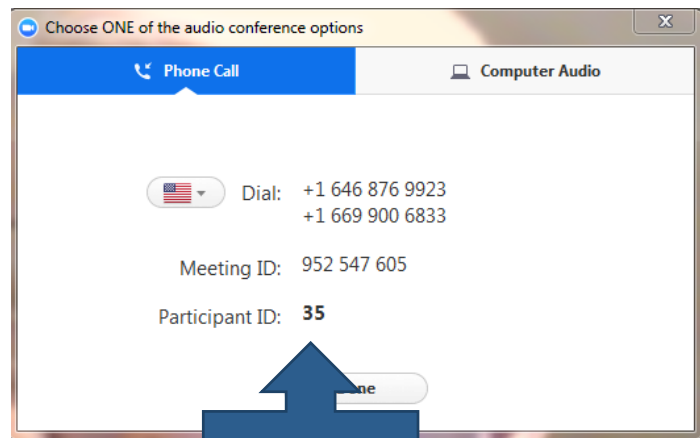 Choose ONE of the audio conference options
Phone Call
Computer Audio
Dial: +1 646 876 9923
+1 669 900 6833
Meeting ID: 952 547 605
Participant ID: 35